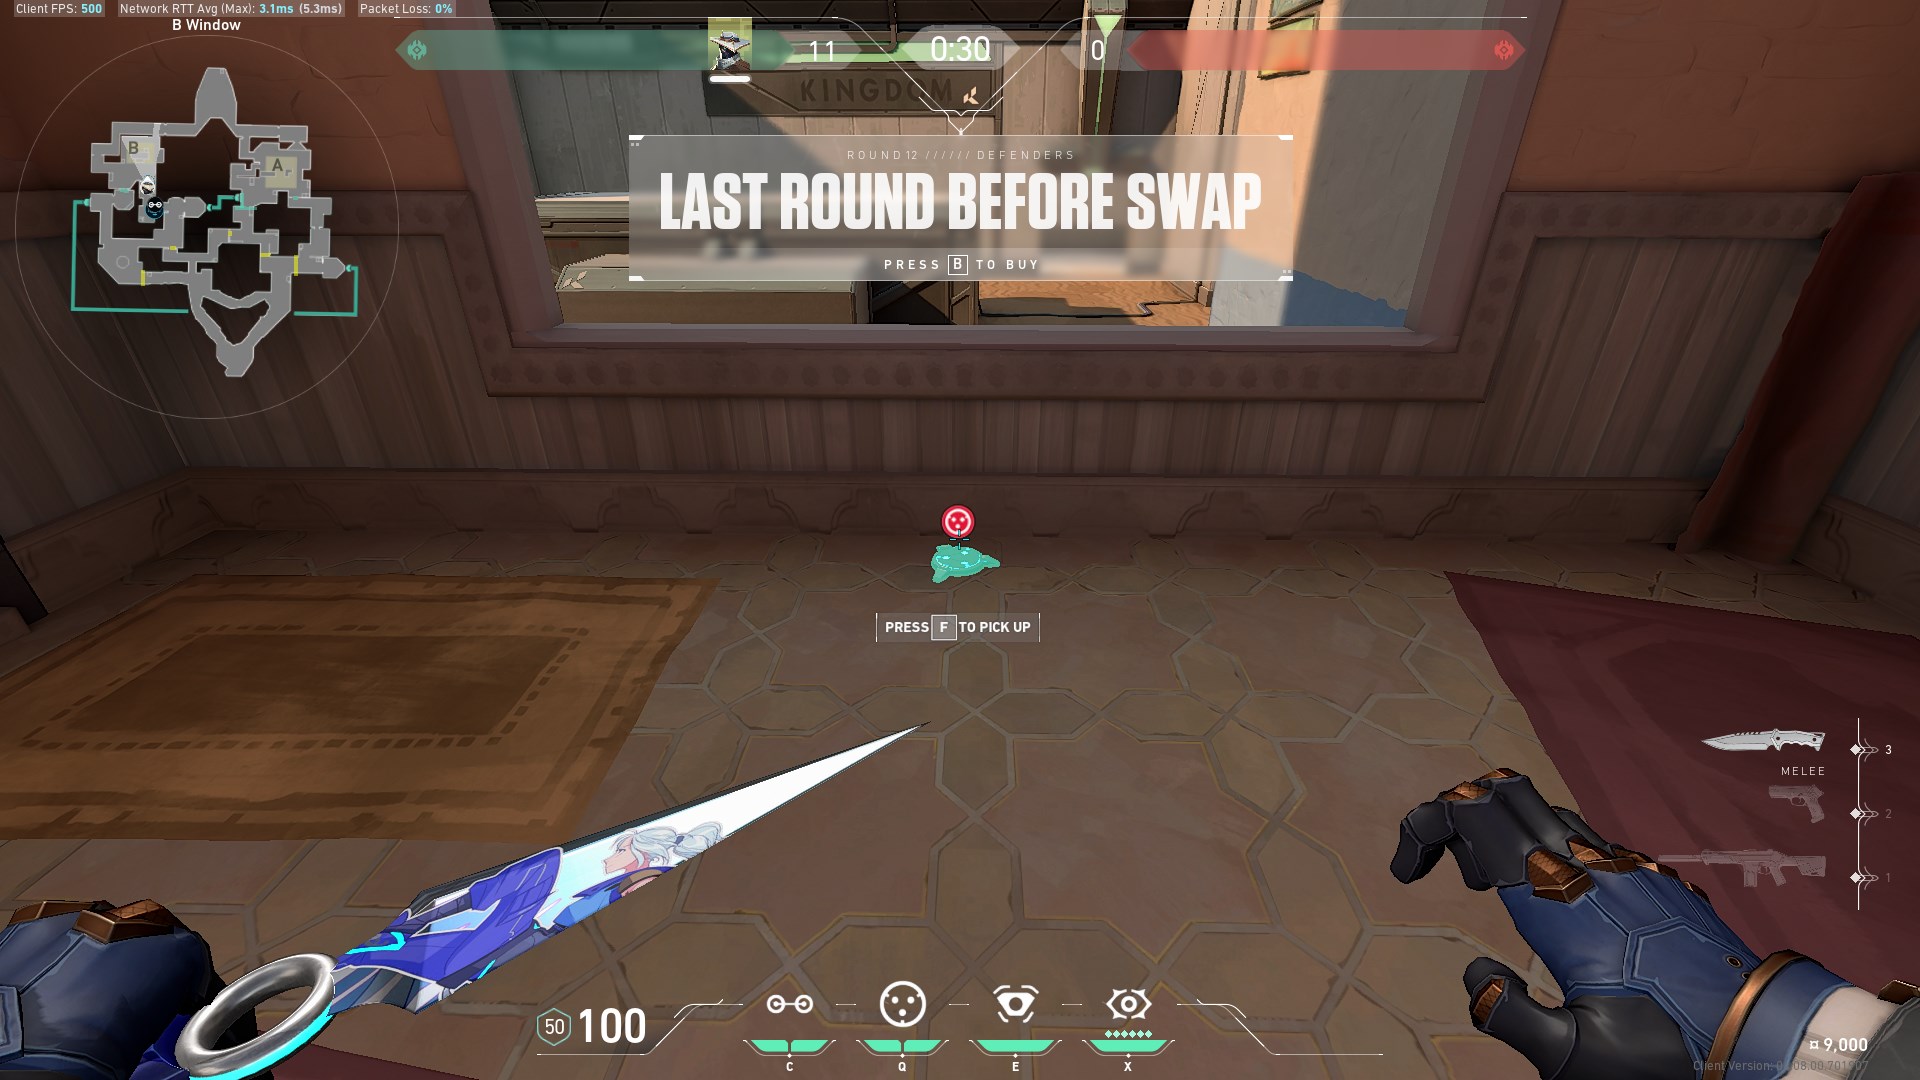 Client FPS: 500 Network RTT Avg (Max): 3.1ms (5.3ms) Packet Loss: 0%
B Window
11 0:30 0
KINGDOM
B
A
ROUND 12 ////// DEFENDERS
LAST ROUND BEFORE SWAP
PRESS B TO BUY
PRESS F TO PICK UP
3
MELEE
2
1
50 100
¤ 9,000
C Q E X